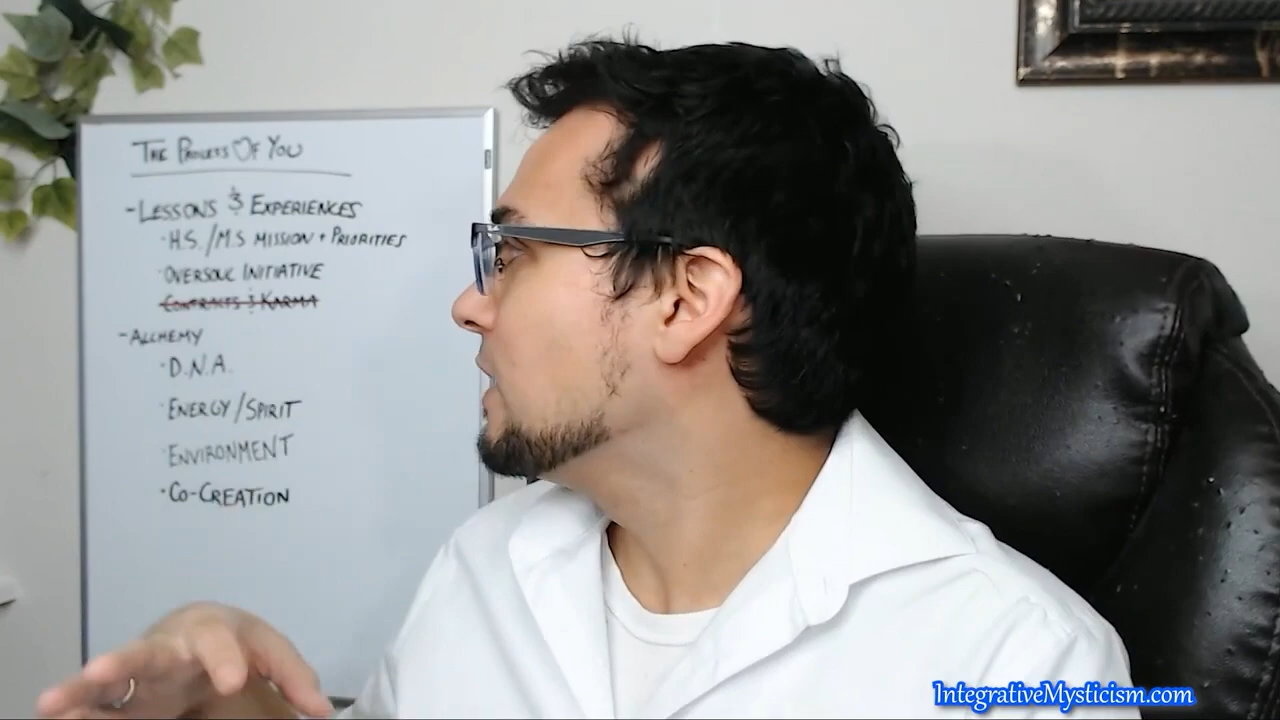 THE PROCESS OF YOU
- LESSONS & EXPERIENCES
· H.S./M.S MISSION + PRIORITIES
· OVERSOUL INITIATIVE
· CONTRACTS & KARMA
- ALCHEMY
· D.N.A.
· ENERGY/SPIRIT
· ENVIRONMENT
· CO-CREATION
IntegrativeMysticism.com